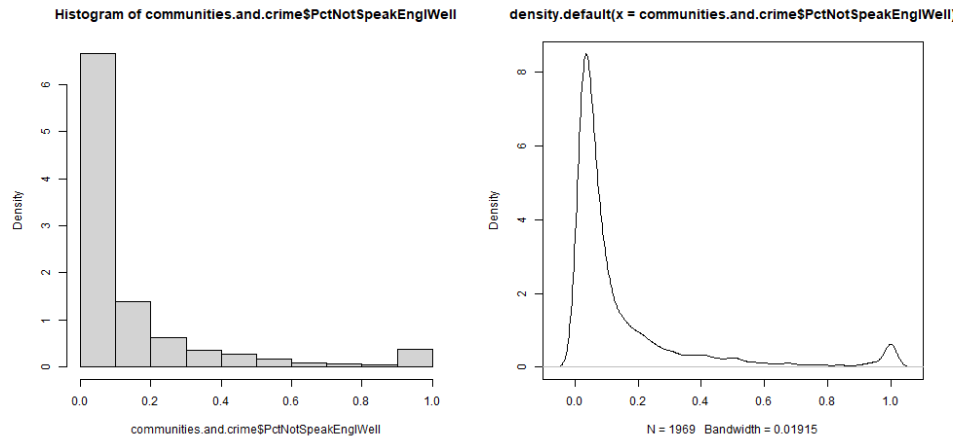 Histogram of communities.and.crime$PctNotSpeakEnglWell
Density
6
5
4
3
2
1
0
0.0 0.2 0.4 0.6 0.8 1.0
communities.and.crime$PctNotSpeakEnglWell
density.default(x = communities.and.crime$PctNotSpeakEnglWell)
Density
8
6
4
2
0
0.0 0.2 0.4 0.6 0.8 1.0
N = 1969 Bandwidth = 0.01915